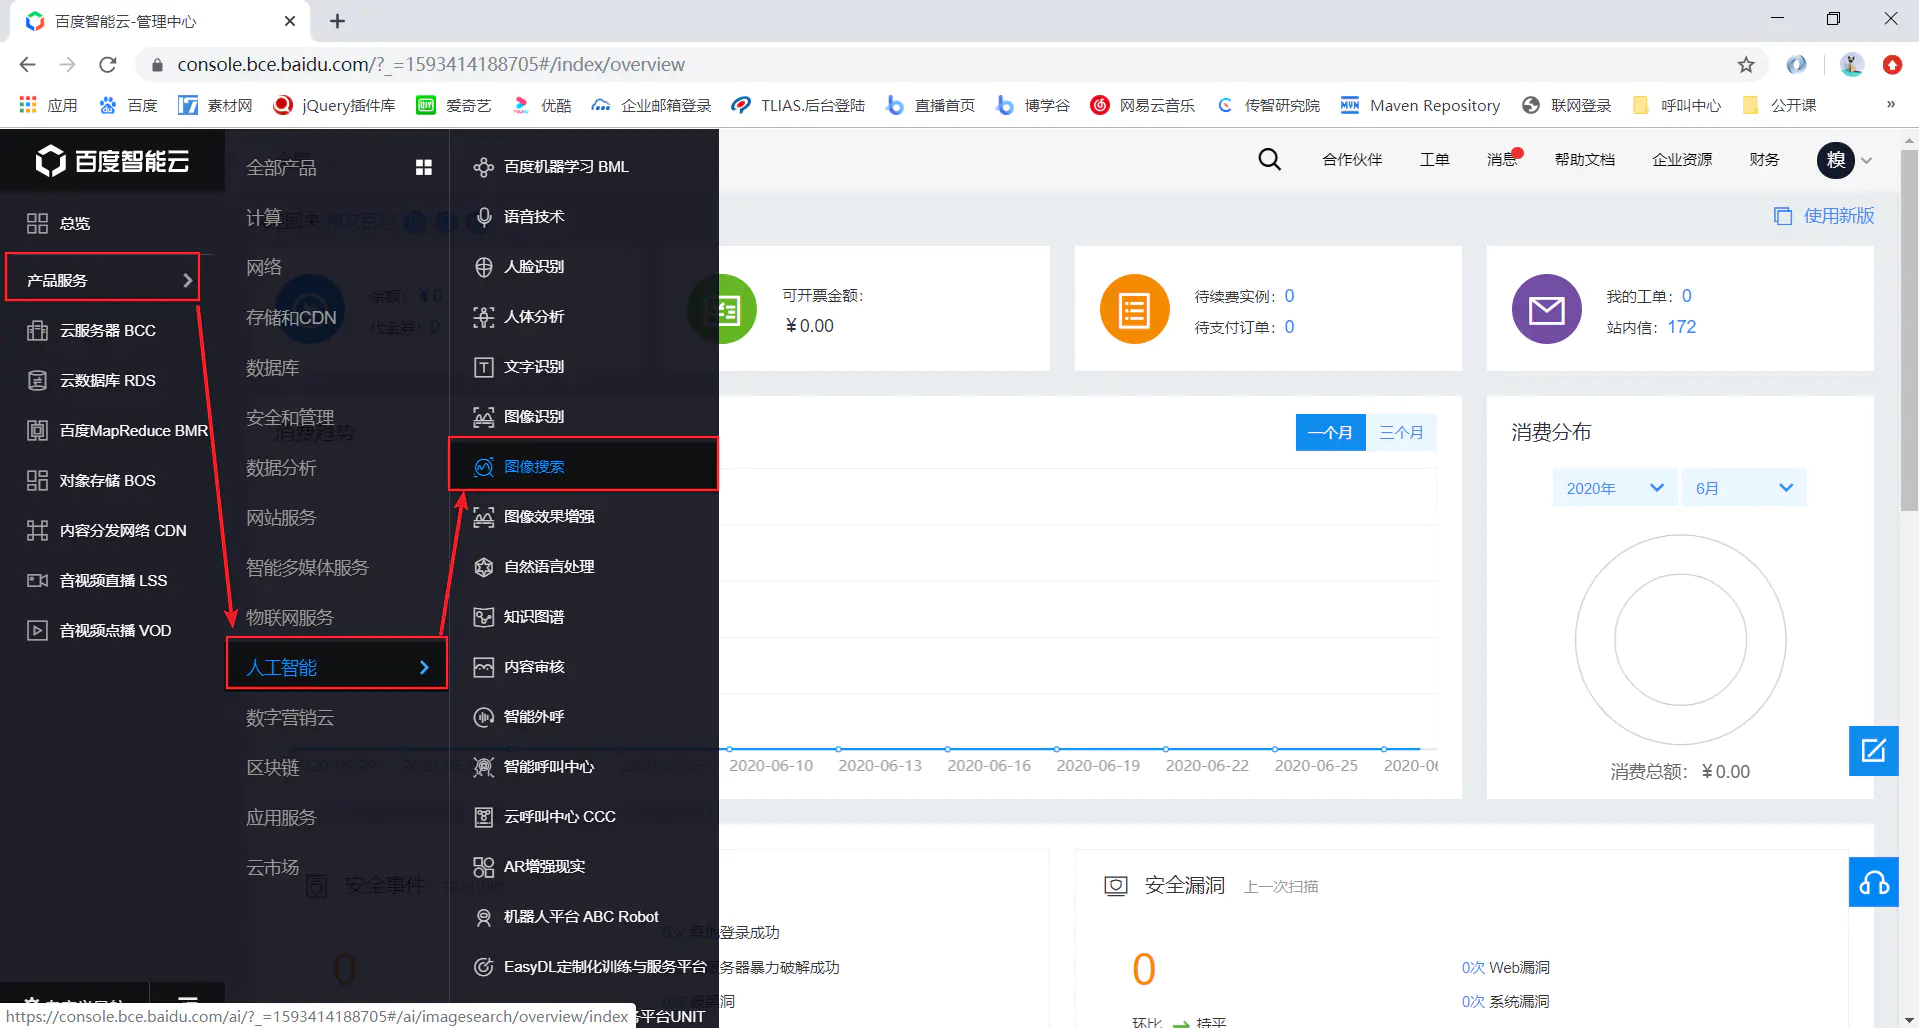 百度智能云-管理中心
console.bce.baidu.com/?_=1593414188705#/index/overview
应用 百度 素材网 jQuery插件库 爱奇艺 优酷 企业邮箱登录 TLIAS.后台登陆 直播首页 博学谷 网易云音乐 传智研究院 Maven Repository 联网登录 呼叫中心 公开课 »
百度智能云
合作伙伴 工单 消息 帮助文档 企业资源 财务 糗
使用新版
总览
产品服务
云服务器 BCC
云数据库 RDS
百度MapReduce BMR
对象存储 BOS
内容分发网络 CDN
音视频直播 LSS
音视频点播 VOD
全部产品
计算
网络
存储和CDN
数据库
安全和管理
数据分析
网站服务
智能多媒体服务
物联网服务
人工智能
数字营销云
区块链
应用服务
云市场
百度机器学习 BML
语音技术
人脸识别
人体分析
文字识别
图像识别
图像搜索
图像效果增强
自然语言处理
知识图谱
内容审核
智能外呼
智能呼叫中心
云呼叫中心 CCC
AR增强现实
机器人平台 ABC Robot
EasyDL定制化训练与服务平台
平台UNIT
余额: ¥0
代金券: 0
可开票金额:
¥0.00
待续费实例: 0
待支付订单: 0
我的工单: 0
站内信: 172
消费趋势
一个月 三个月
2020-06-10 2020-06-13 2020-06-16 2020-06-19 2020-06-22 2020-06-25 2020-06
消费分布
2020年 6月
消费总额: ¥0.00
安全事件
0
登录成功
务器暴力破解成功
安全漏洞 上一次扫描
0
环比 持平
0次 Web漏洞
0次 系统漏洞
https://console.bce.baidu.com/ai/?_=1593414188705#/ai/imagesearch/overview/index